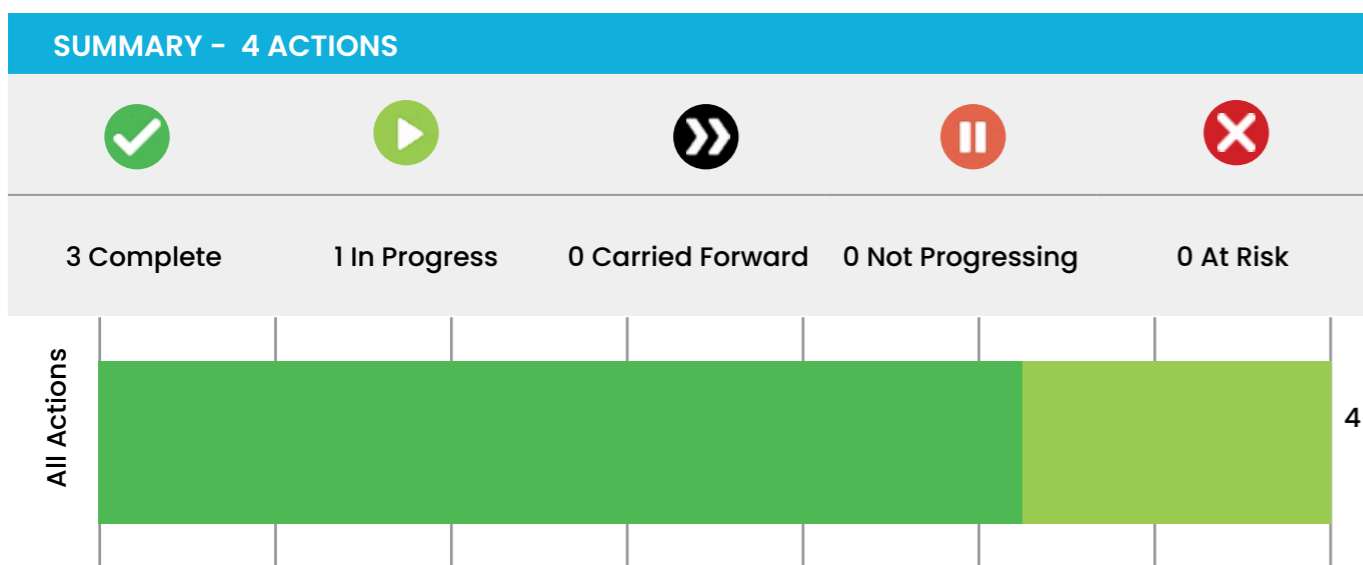 SUMMARY - 4 ACTIONS
3 Complete
1 In Progress
0 Carried Forward
0 Not Progressing
0 At Risk
All Actions
4